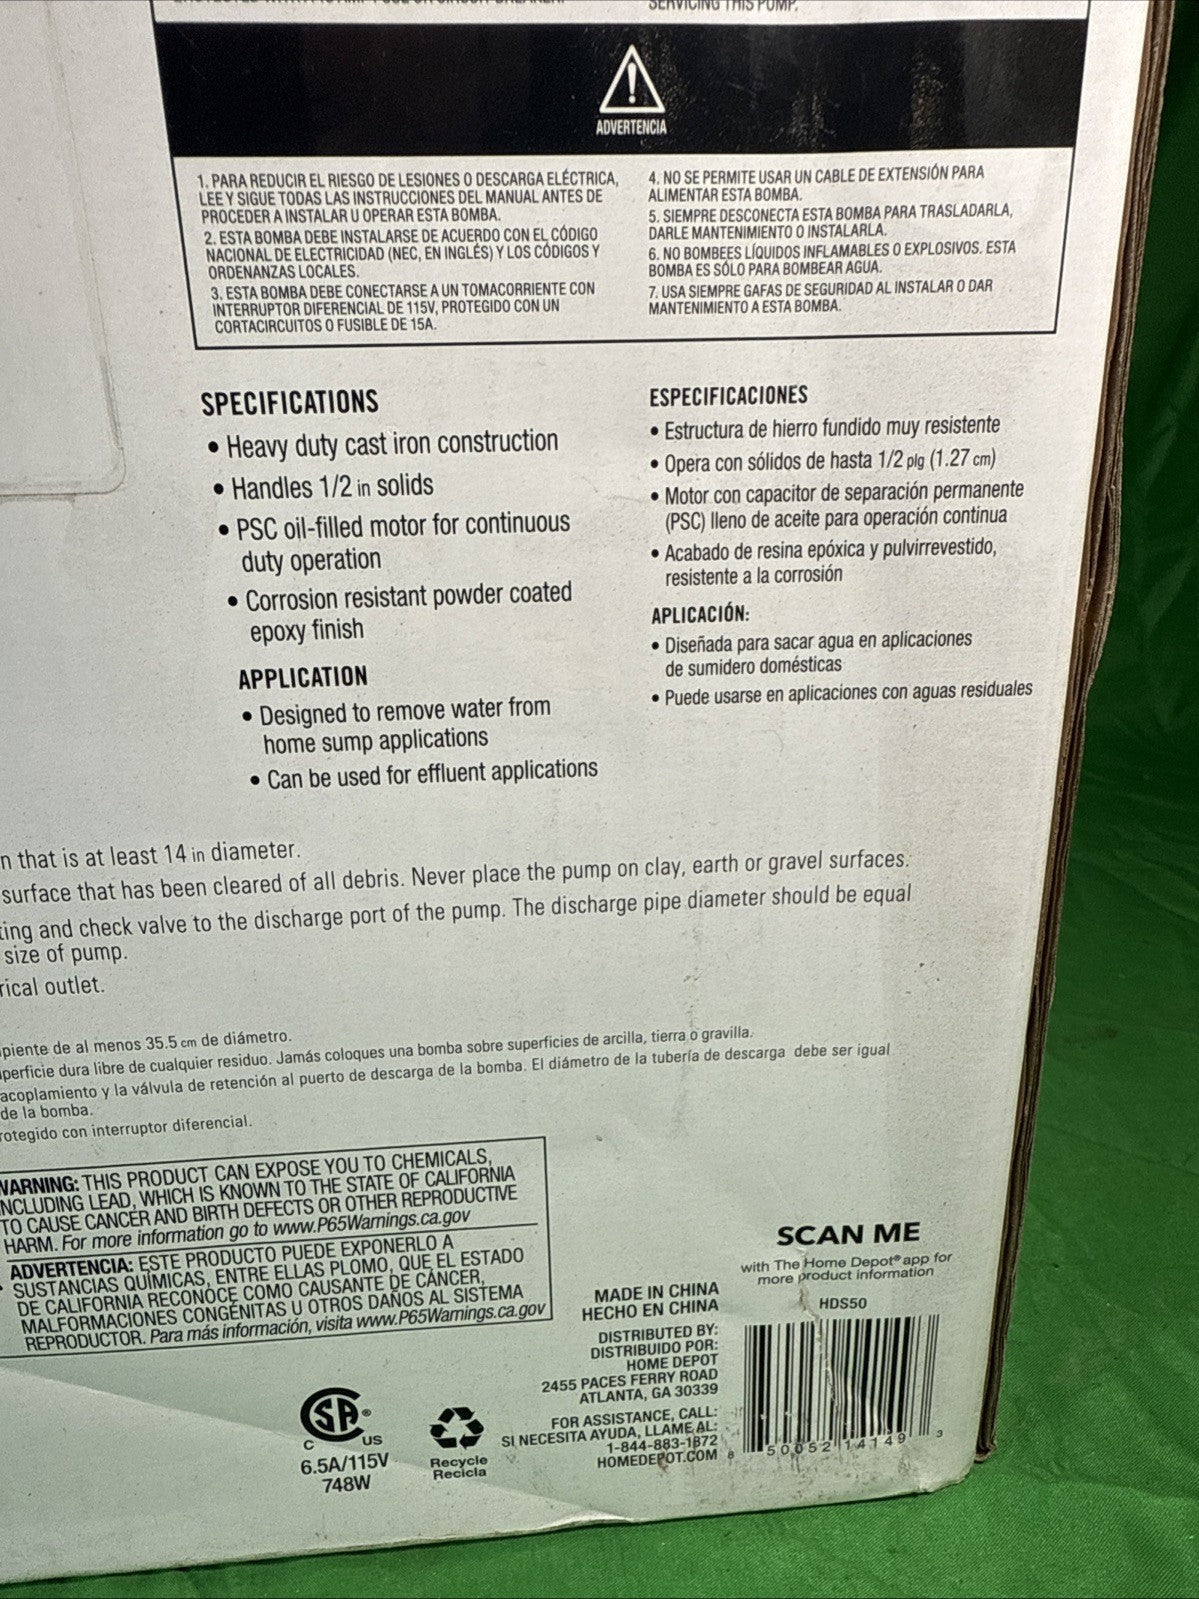 SERVICING THIS PUMP.
ADVERTENCIA
1. PARA REDUCIR EL RIESGO DE LESIONES O DESCARGA ELÉCTRICA,
LEE Y SIGUE TODAS LAS INSTRUCCIONES DEL MANUAL ANTES DE
PROCEDER A INSTALAR U OPERAR ESTA BOMBA.
2. ESTA BOMBA DEBE INSTALARSE DE ACUERDO CON EL CÓDIGO
NACIONAL DE ELECTRICIDAD (NEC, EN INGLÉS) Y LOS CÓDIGOS Y
ORDENANZAS LOCALES.
3. ESTA BOMBA DEBE CONECTARSE A UN TOMACORRIENTE CON
INTERRUPTOR DIFERENCIAL DE 115V, PROTEGIDO CON UN
CORTACIRCUITOS O FUSIBLE DE 15A.
4. NO SE PERMITE USAR UN CABLE DE EXTENSIÓN PARA
ALIMENTAR ESTA BOMBA.
5. SIEMPRE DESCONECTA ESTA BOMBA PARA TRASLADARLA,
DARLE MANTENIMIENTO O INSTALARLA.
6. NO BOMBEES LÍQUIDOS INFLAMABLES O EXPLOSIVOS. ESTA
BOMBA ES SÓLO PARA BOMBEAR AGUA.
7. USA SIEMPRE GAFAS DE SEGURIDAD AL INSTALAR O DAR
MANTENIMIENTO A ESTA BOMBA.
SPECIFICATIONS
• Heavy duty cast iron construction
• Handles 1/2 in solids
• PSC oil-filled motor for continuous
duty operation
• Corrosion resistant powder coated
epoxy finish
APPLICATION
• Designed to remove water from
home sump applications
• Can be used for effluent applications
ESPECIFICACIONES
• Estructura de hierro fundido muy resistente
• Opera con sólidos de hasta 1/2 plg (1.27 cm)
• Motor con capacitor de separación permanente
(PSC) lleno de aceite para operación continua
• Acabado de resina epóxica y pulvirrevestido,
resistente a la corrosión
APLICACIÓN:
• Diseñada para sacar agua en aplicaciones
de sumidero domésticas
• Puede usarse en aplicaciones con aguas residuales
n that is at least 14 in diameter.
surface that has been cleared of all debris. Never place the pump on clay, earth or gravel surfaces.
ting and check valve to the discharge port of the pump. The discharge pipe diameter should be equal
size of pump.
rical outlet.
piente de al menos 35.5 cm de diámetro.
perficie dura libre de cualquier residuo. Jamás coloques una bomba sobre superficies de arcilla, tierra o gravilla.
acoplamiento y la válvula de retención al puerto de descarga de la bomba. El diámetro de la tubería de descarga debe ser igual
de la bomba.
rotegido con interruptor diferencial.
WARNING: THIS PRODUCT CAN EXPOSE YOU TO CHEMICALS,
INCLUDING LEAD, WHICH IS KNOWN TO THE STATE OF CALIFORNIA
TO CAUSE CANCER AND BIRTH DEFECTS OR OTHER REPRODUCTIVE
HARM. For more information go to www.P65Warnings.ca.gov
ADVERTENCIA: ESTE PRODUCTO PUEDE EXPONERLO A
SUSTANCIAS QUÍMICAS, ENTRE ELLAS PLOMO, QUE EL ESTADO
DE CALIFORNIA RECONOCE COMO CAUSANTE DE CÁNCER,
MALFORMACIONES CONGÉNITAS U OTROS DAÑOS AL SISTEMA
REPRODUCTOR. Para más información, visita www.P65Warnings.ca.gov
C US
6.5A/115V
748W
Recycle
Recicla
MADE IN CHINA
HECHO EN CHINA
DISTRIBUTED BY:
DISTRIBUIDO POR:
HOME DEPOT
2455 PACES FERRY ROAD
ATLANTA, GA 30339
FOR ASSISTANCE, CALL:
SI NECESITA AYUDA, LLAME AL:
1-844-883-1872
HOMEDEPOT.COM
SCAN ME
with The Home Depot® app for
more product information
HDS50
8 50052 14149 3